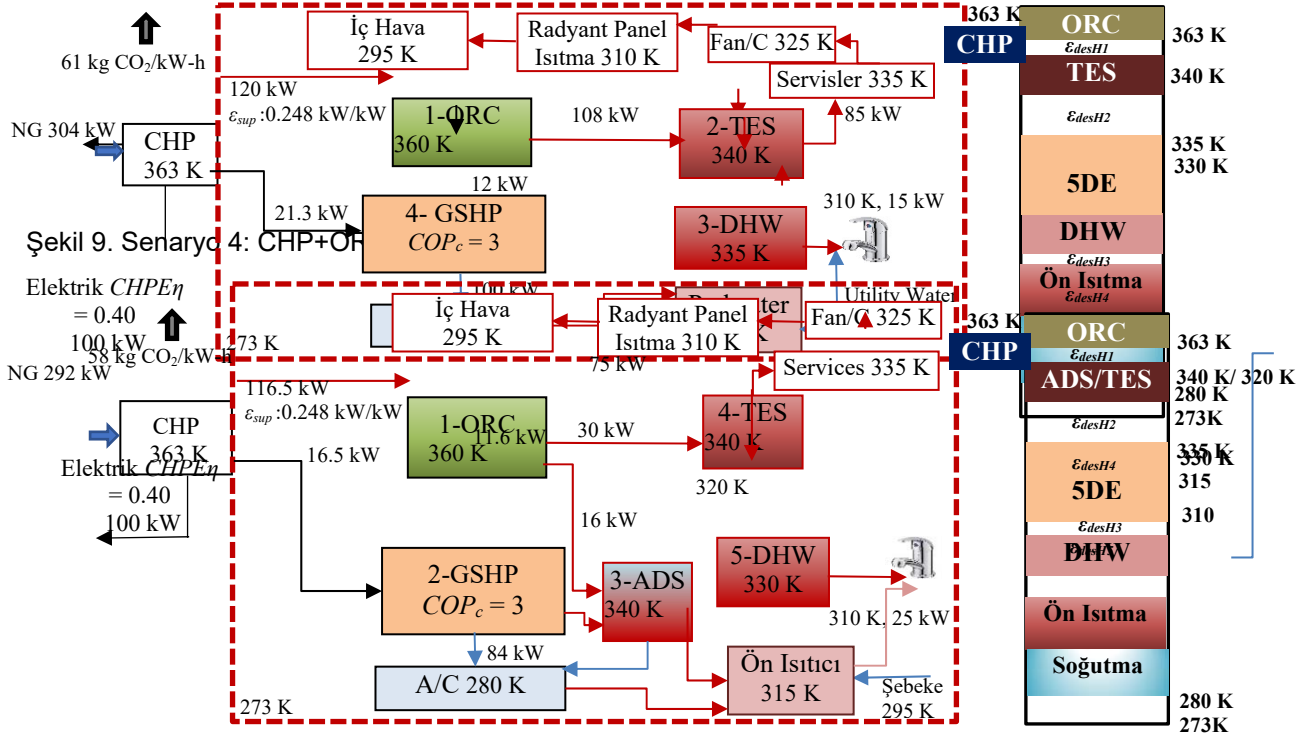 61 kg CO₂/kW-h
NG 304 kW
CHP
363 K
120 kW
εsup :0.248 kW/kW
1-ORC
360 K
12 kW
108 kW
İç Hava
295 K
Radyant Panel
Isıtma 310 K
Fan/C 325 K
Servisler 335 K
2-TES
340 K
85 kW
21.3 kW
4- GSHP
COPc = 3
100 kW
3-DHW
335 K
310 K, 15 kW
Utility Water
Şekil 9. Senaryo 4: CHP+OR
Elektrik CHPEη
= 0.40
100 kW
273 K
75 kW
363 K
CHP
ORC
363 K
εdesH1
TES
340 K
εdesH2
335 K
330 K
5DE
DHW
εdesH3
Ön Isıtma
εdesH4
58 kg CO₂/kW-h
NG 292 kW
CHP
363 K
116.5 kW
εsup :0.248 kW/kW
1-ORC
360 K
11.6 kW
30 kW
İç Hava
295 K
Radyant Panel
Isıtma 310 K
Fan/C 325 K
Services 335 K
4-TES
340 K
320 K
16.5 kW
Elektrik CHPEη
= 0.40
100 kW
16 kW
2-GSHP
COPc = 3
3-ADS
340 K
5-DHW
330 K
310 K, 25 kW
84 kW
A/C 280 K
Ön Isıtıcı
315 K
Şebeke
295 K
273 K
363 K
CHP
ORC
363 K
εdesH1
ADS/TES
340 K/ 320 K
280 K
273K
εdesH2
335 K
330 K
εdesH4
315
5DE
310
εdesH3
DHW
Ön Isıtma
Soğutma
280 K
273K